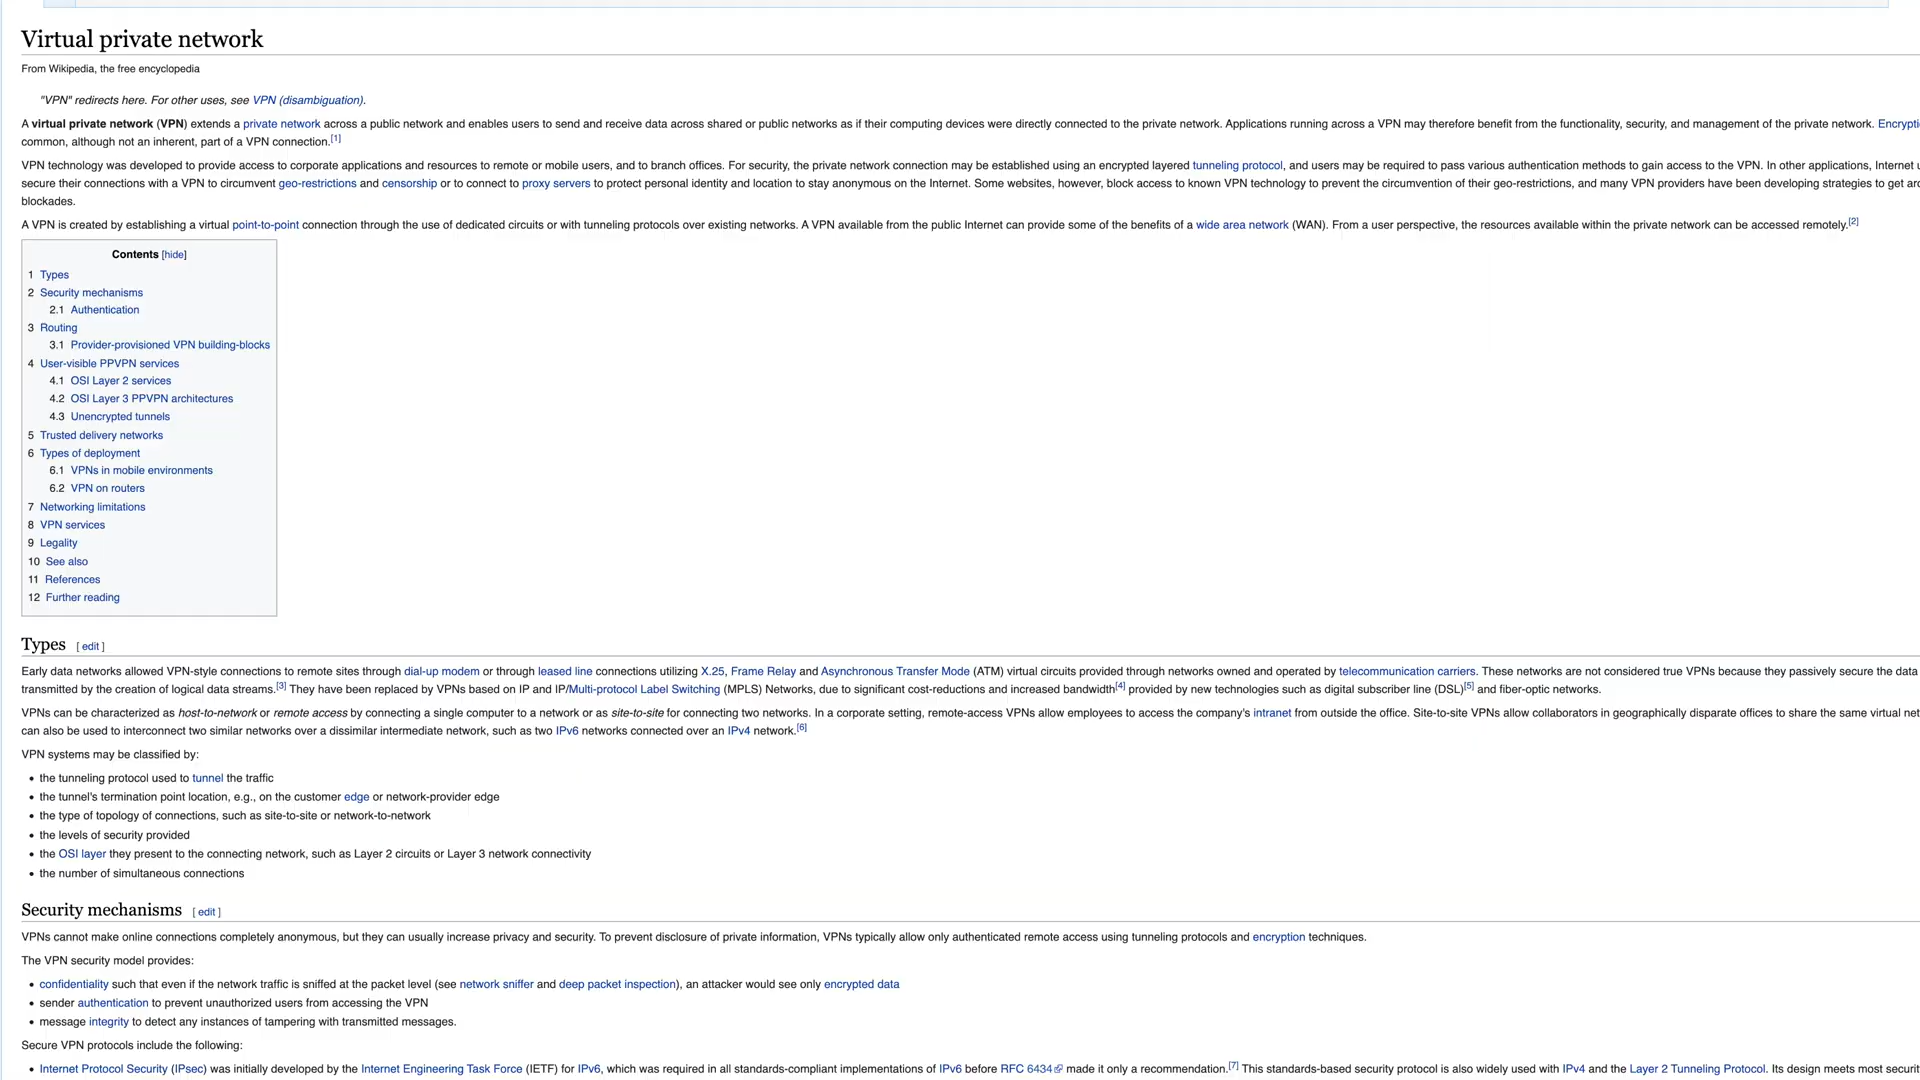 Virtual private network
From Wikipedia, the free encyclopedia
"VPN" redirects here. For other uses, see VPN (disambiguation).
A virtual private network (VPN) extends a private network across a public network and enables users to send and receive data across shared or public networks as if their computing devices were directly connected to the private network. Applications running across a VPN may therefore benefit from the functionality, security, and management of the private network.
common, although not an inherent, part of a VPN connection.[1]
VPN technology was developed to provide access to corporate applications and resources to remote or mobile users, and to branch offices. For security, the private network connection may be established using an encrypted layered tunneling protocol, and users may be required to pass various authentication methods to gain access to the VPN. In other applications, Internet
secure their connections with a VPN to circumvent geo-restrictions and censorship or to connect to proxy servers to protect personal identity and location to stay anonymous on the Internet. Some websites, however, block access to known VPN technology to prevent the circumvention of their geo-restrictions, and many VPN providers have been developing strategies to get
blockades.
A VPN is created by establishing a virtual point-to-point connection through the use of dedicated circuits or with tunneling protocols over existing networks. A VPN available from the public Internet can provide some of the benefits of a wide area network (WAN). From a user perspective, the resources available within the private network can be accessed remotely.[2]
Contents [hide]
1 Types
2 Security mechanisms
2.1 Authentication
3 Routing
3.1 Provider-provisioned VPN building-blocks
4 User-visible PPVPN services
4.1 OSI Layer 2 services
4.2 OSI Layer 3 PPVPN architectures
4.3 Unencrypted tunnels
5 Trusted delivery networks
6 Types of deployment
6.1 VPNs in mobile environments
6.2 VPN on routers
7 Networking limitations
8 VPN services
9 Legality
10 See also
11 References
12 Further reading
Types [ edit ]
Early data networks allowed VPN-style connections to remote sites through dial-up modem or through leased line connections utilizing X.25, Frame Relay and Asynchronous Transfer Mode (ATM) virtual circuits provided through networks owned and operated by telecommunication carriers. These networks are not considered true VPNs because they passively secure the data
transmitted by the creation of logical data streams.[3] They have been replaced by VPNs based on IP and IP/Multi-protocol Label Switching (MPLS) Networks, due to significant cost-reductions and increased bandwidth[4] provided by new technologies such as digital subscriber line (DSL)[5] and fiber-optic networks.
VPNs can be characterized as host-to-network or remote access by connecting a single computer to a network or as site-to-site for connecting two networks. In a corporate setting, remote-access VPNs allow employees to access the company's intranet from outside the office. Site-to-site VPNs allow collaborators in geographically disparate offices to share the same virtual
can also be used to interconnect two similar networks over a dissimilar intermediate network, such as two IPv6 networks connected over an IPv4 network.[6]
VPN systems may be classified by:
• the tunneling protocol used to tunnel the traffic
• the tunnel's termination point location, e.g., on the customer edge or network-provider edge
• the type of topology of connections, such as site-to-site or network-to-network
• the levels of security provided
• the OSI layer they present to the connecting network, such as Layer 2 circuits or Layer 3 network connectivity
• the number of simultaneous connections
Security mechanisms [ edit ]
VPNs cannot make online connections completely anonymous, but they can usually increase privacy and security. To prevent disclosure of private information, VPNs typically allow only authenticated remote access using tunneling protocols and encryption techniques.
The VPN security model provides:
• confidentiality such that even if the network traffic is sniffed at the packet level (see network sniffer and deep packet inspection), an attacker would see only encrypted data
• sender authentication to prevent unauthorized users from accessing the VPN
• message integrity to detect any instances of tampering with transmitted messages.
Secure VPN protocols include the following:
• Internet Protocol Security (IPsec) was initially developed by the Internet Engineering Task Force (IETF) for IPv6, which was required in all standards-compliant implementations of IPv6 before RFC 6434 made it only a recommendation.[7] This standards-based security protocol is also widely used with IPv4 and the Layer 2 Tunneling Protocol. Its design meets most